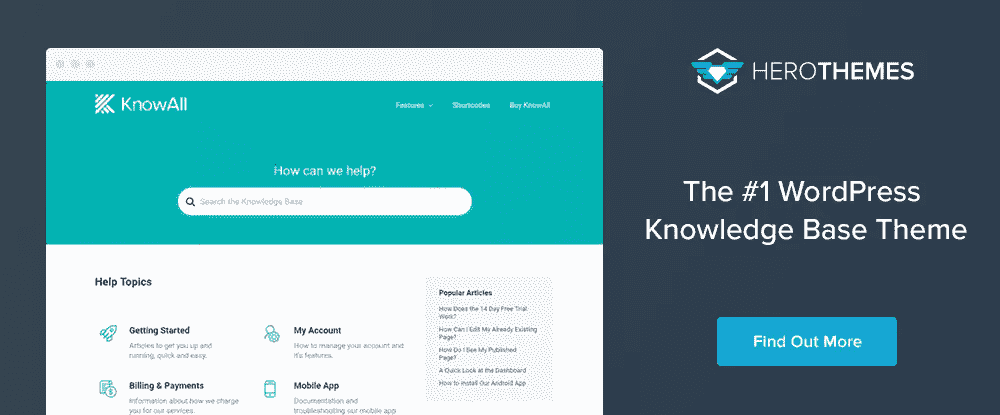 KnowAll
Features
Shortcodes
Buy KnowAll
How can we help?
Search the Knowledge Base
Help Topics
Getting Started
Articles to get you up and
running, quick and easy.
My Account
How to manage your account and
it's features.
Billing & Payments
Information about how we charge
you for our services.
Mobile App
Documentation and
troubleshooting our mobile app
Popular Articles
How Does the 14 Day Free Trial
Work?
How Can I Edit My Already Existing
Page?
How Do I See My Published
Page?
A Quick Look at the Dashboard
How to Install Our Android App
HEROTHEMES
The #1 WordPress
Knowledge Base Theme
Find Out More